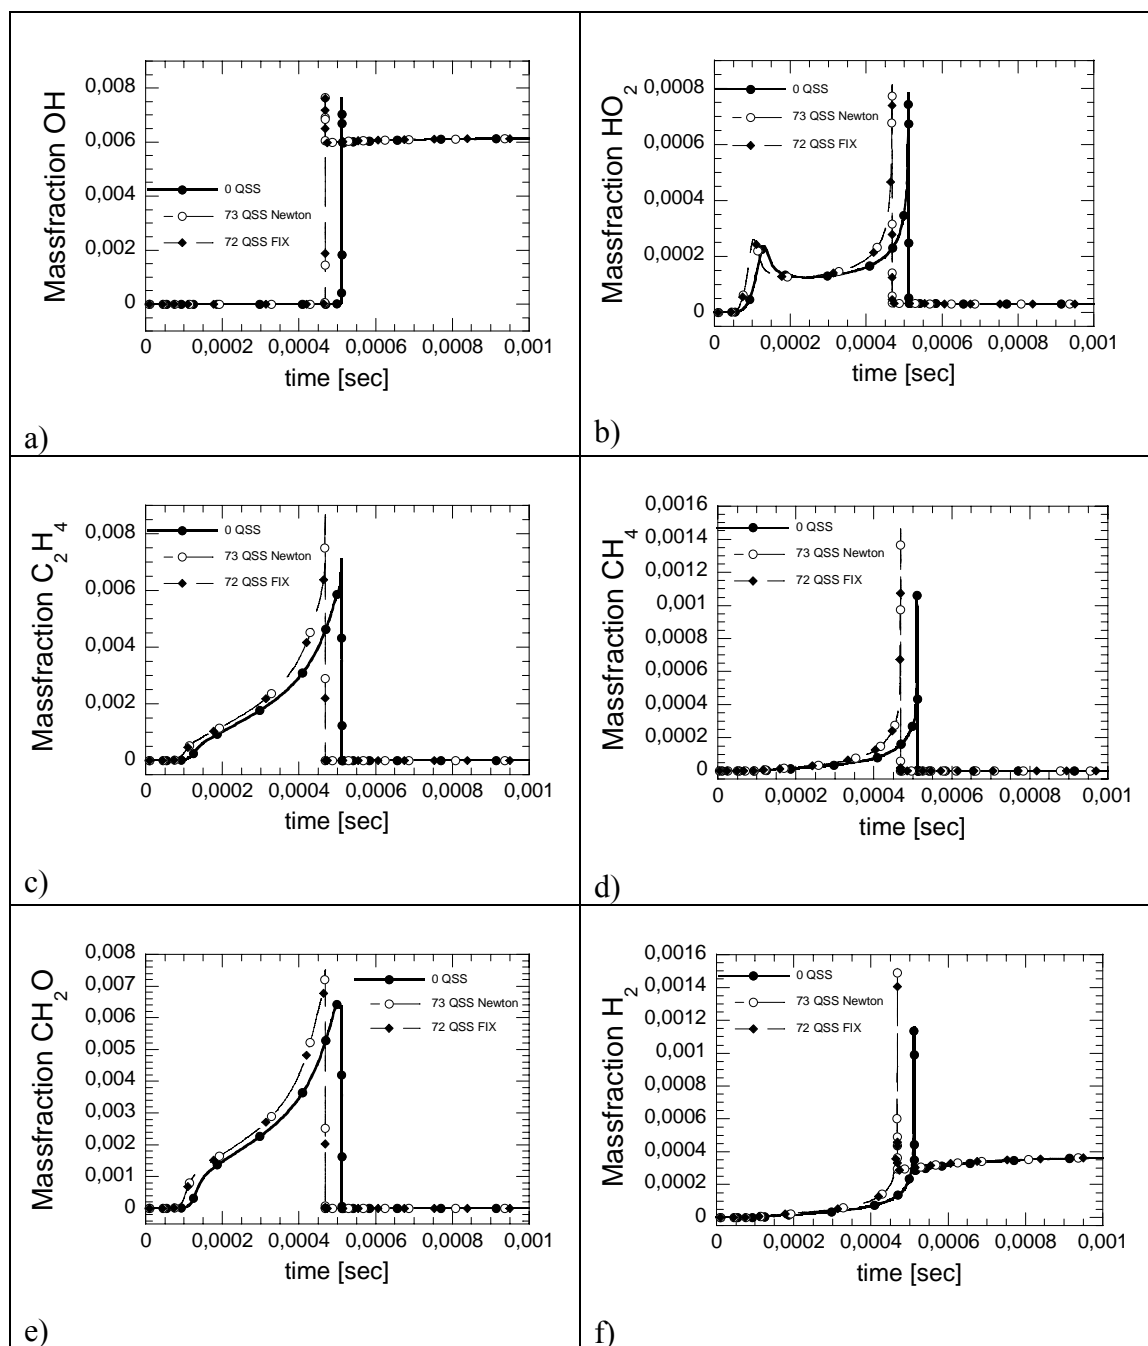 Massfraction OH
0,008
0,006
0,004
0,002
0
0 QSS
73 QSS Newton
72 QSS FIX
0 0,0002 0,0004 0,0006 0,0008 0,001
time [sec]
a)
Massfraction HO2
0,0008
0,0006
0,0004
0,0002
0
0 QSS
73 QSS Newton
72 QSS FIX
0 0,0002 0,0004 0,0006 0,0008 0,001
time [sec]
b)
Massfraction C2H4
0,008
0,006
0,004
0,002
0
0 QSS
73 QSS Newton
72 QSS FIX
0 0,0002 0,0004 0,0006 0,0008 0,001
time [sec]
c)
Massfraction CH4
0,0016
0,0014
0,0012
0,001
0,0008
0,0006
0,0004
0,0002
0
0 QSS
73 QSS Newton
72 QSS FIX
0 0,0002 0,0004 0,0006 0,0008 0,001
time [sec]
d)
Massfraction CH2O
0,008
0,007
0,006
0,005
0,004
0,003
0,002
0,001
0
0 QSS
73 QSS Newton
72 QSS FIX
0 0,0002 0,0004 0,0006 0,0008 0,001
time [sec]
e)
Massfraction H2
0,0016
0,0014
0,0012
0,001
0,0008
0,0006
0,0004
0,0002
0
0 QSS
73 QSS Newton
72 QSS FIX
0 0,0002 0,0004 0,0006 0,0008 0,001
time [sec]
f)